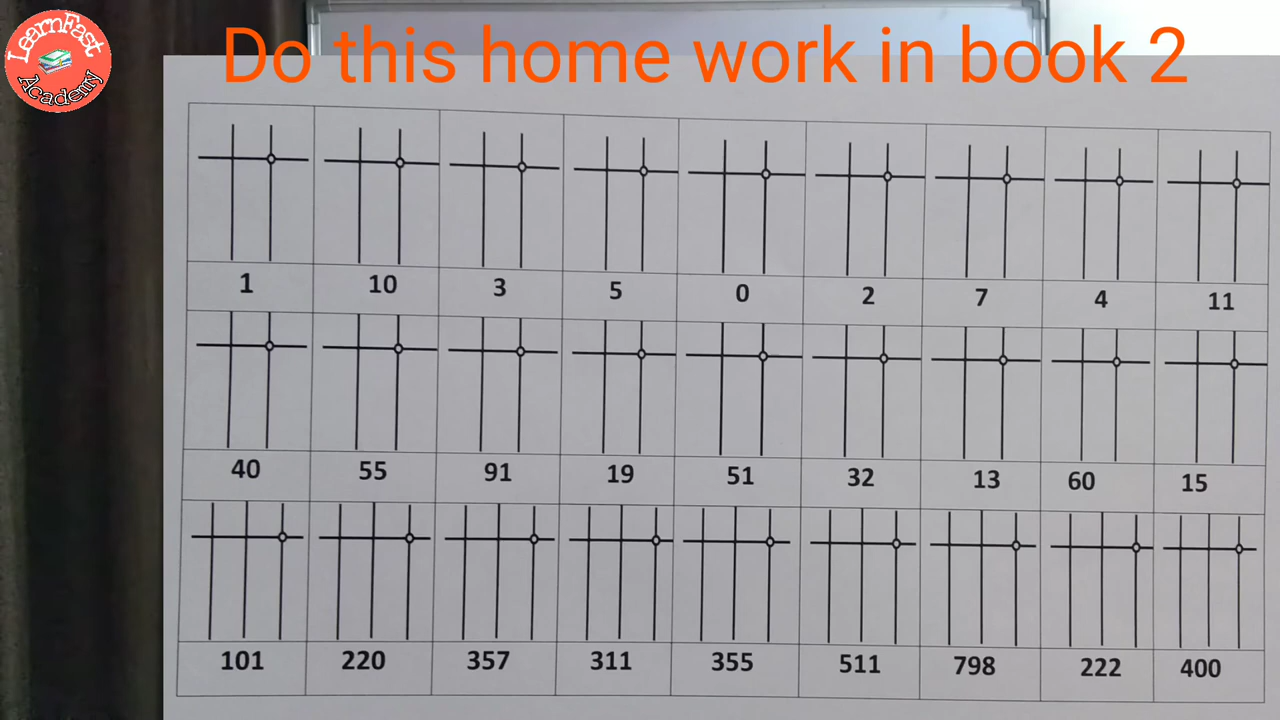 LearnFast
Academy
Do this home work in book 2
1 10 3 5 0 2 7 4 11
40 55 91 19 51 32 13 60 15
101 220 357 311 355 511 798 222 400